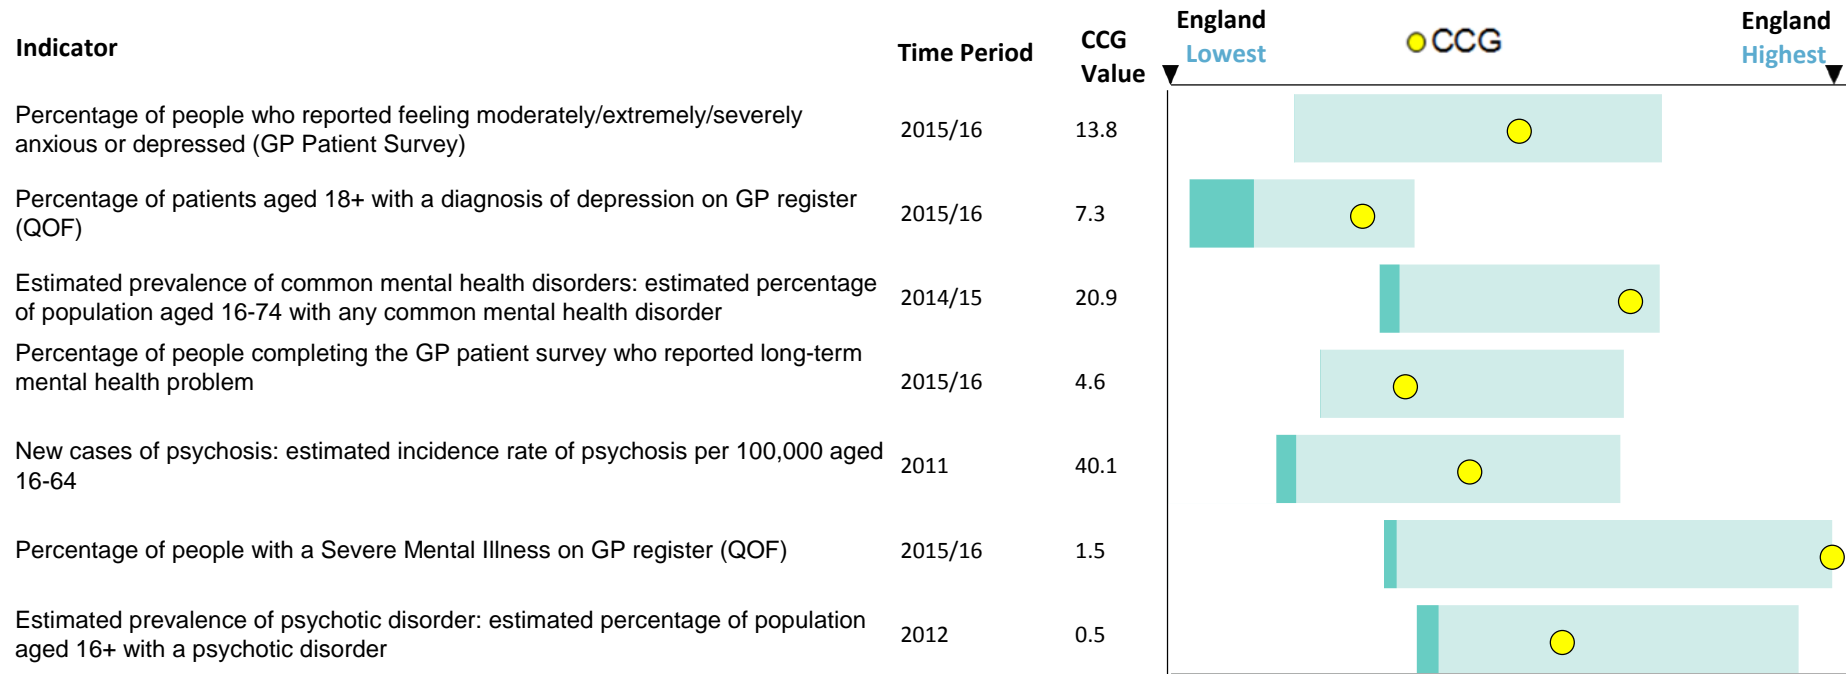 Indicator
Time Period
CCG
Value
England
Lowest
CCG
England
Highest
Percentage of people who reported feeling moderately/extremely/severely
anxious or depressed (GP Patient Survey)
2015/16
13.8
Percentage of patients aged 18+ with a diagnosis of depression on GP register
(QOF)
2015/16
7.3
Estimated prevalence of common mental health disorders: estimated percentage
of population aged 16-74 with any common mental health disorder
2014/15
20.9
Percentage of people completing the GP patient survey who reported long-term
mental health problem
2015/16
4.6
New cases of psychosis: estimated incidence rate of psychosis per 100,000 aged
16-64
2011
40.1
Percentage of people with a Severe Mental Illness on GP register (QOF)
2015/16
1.5
Estimated prevalence of psychotic disorder: estimated percentage of population
aged 16+ with a psychotic disorder
2012
0.5